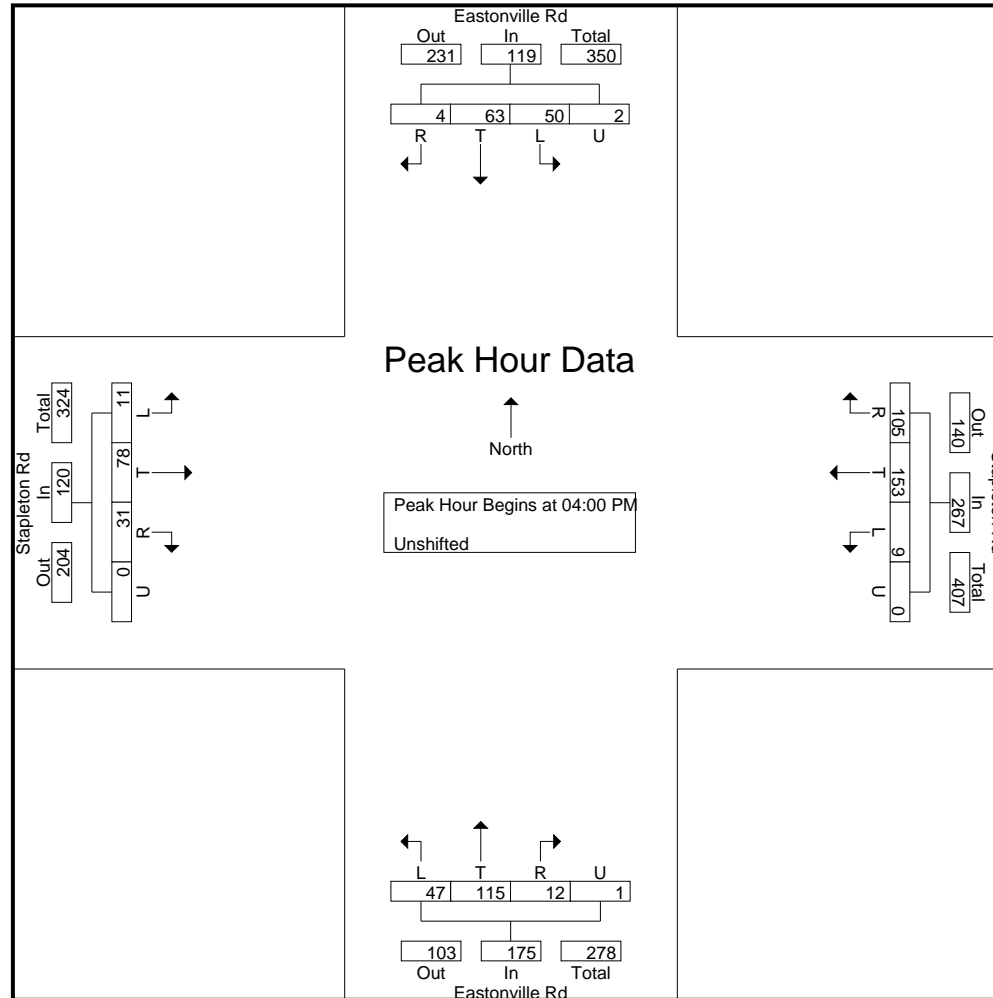 Eastonville Rd
Out In Total
231 119 350
4 63 50 2
R T L U
Peak Hour Data
North
Peak Hour Begins at 04:00 PM
Unshifted
Stapleton Rd
Out In Total
204 120 324
11 78 31 0
L T R U
Out In Total
140 267 407
105 153 9 0
R T L U
L T R U
47 115 12 1
103 175 278
Out In Total
Eastonville Rd